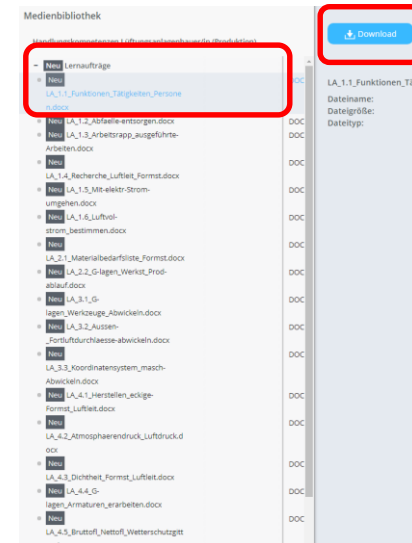 Medienbibliothek
Handlungskompetenzen Lüftungsanlagenbauer/in (Produktion)
Neu Lernaufträge
Neu
LA_1.1_Funktionen_Tätigkeiten_Persone
n.docx
DOC
Neu LA_1.2_Abfaelle-entsorgen.docx
DOC
Neu LA_1.3_Arbeitsrapp_ausgeführte-
Arbeiten.docx
DOC
Neu
LA_1.4_Recherche_Luftleit_Formst.docx
DOC
Neu LA_1.5_Mit-elektr-Strom-
umgehen.docx
DOC
Neu LA_1.6_Luftvol-
strom_bestimmen.docx
DOC
Neu
LA_2.1_Materialbedarfsliste_Formst.docx
DOC
Neu LA_2.2_G-lagen_Werkst_Prod-
ablauf.docx
DOC
Neu LA_3.1_G-
lagen_Werkzeuge_Abwickeln.docx
DOC
Neu LA_3.2_Aussen-
_Fortluftdurchlaesse-abwickeln.docx
DOC
Neu
LA_3.3_Koordinatensystem_masch-
Abwickeln.docx
DOC
Neu LA_4.1_Herstellen_eckige-
Formst_Luftleit.docx
DOC
Neu
LA_4.2_Atmosphaerendruck_Luftdruck.d
ocx
DOC
Neu
LA_4.3_Dichtheit_Formst_Luftleit.docx
DOC
Neu LA_4.4_G-
lagen_Armaturen_erarbeiten.docx
DOC
Neu
LA_4.5_Bruttofl_Nettofl_Wetterschutzgitt
DOC
Download
LA_1.1_Funktionen_Tä
Dateiname:
Dateigröße:
Dateityp: